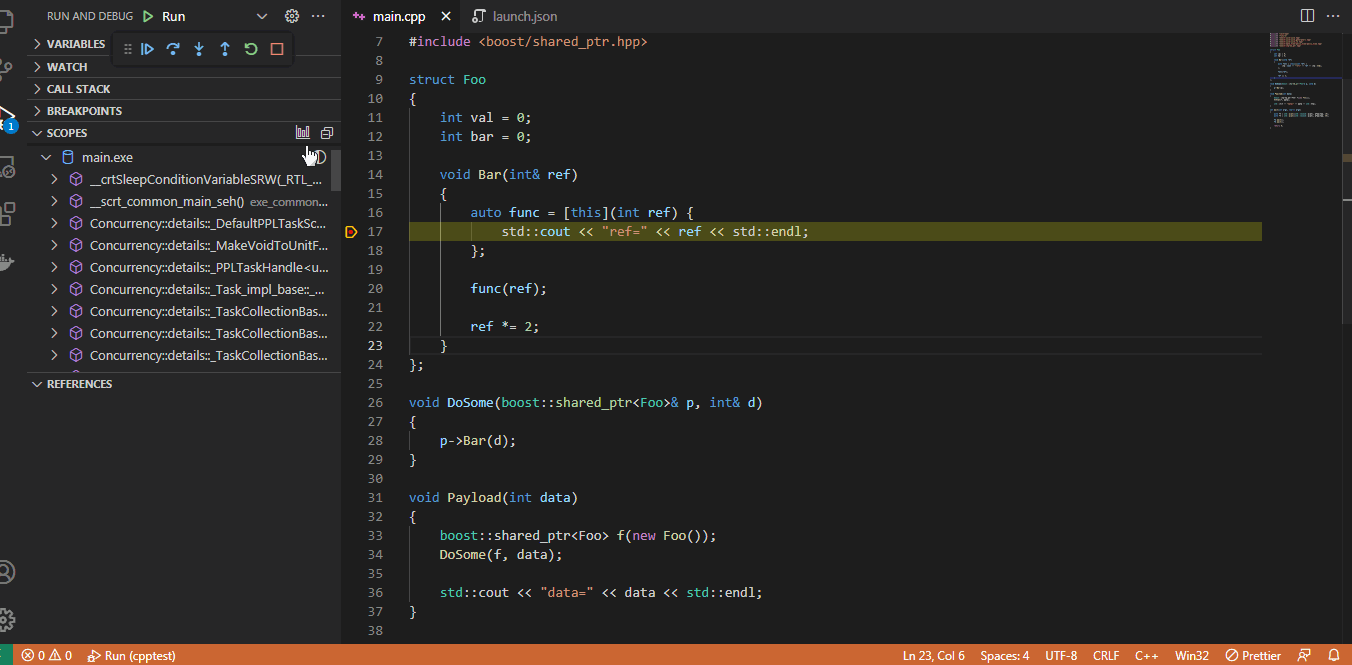 RUN AND DEBUG Run
VARIABLES
WATCH
CALL STACK
BREAKPOINTS
1
SCOPES
main.exe
__crtSleepConditionVariableSRW(_RTL_...
__scrt_common_main_seh() exe_common...
Concurrency::details::_DefaultPPLTaskSc...
Concurrency::details::_MakeVoidToUnitF...
Concurrency::details::_PPLTaskHandle<u...
Concurrency::details::_Task_impl_base::_...
Concurrency::details::_TaskCollectionBas...
Concurrency::details::_TaskCollectionBas...
Concurrency::details::_TaskCollectionBas...
REFERENCES
main.cpp launch.json
7 #include <boost/shared_ptr.hpp>
8
9 struct Foo
10 {
11 int val = 0;
12 int bar = 0;
13
14 void Bar(int& ref)
15 {
16 auto func = [this](int ref) {
17 std::cout << "ref=" << ref << std::endl;
18 };
19
20 func(ref);
21
22 ref *= 2;
23 }
24 };
25
26 void DoSome(boost::shared_ptr<Foo>& p, int& d)
27 {
28 p->Bar(d);
29 }
30
31 void Payload(int data)
32 {
33 boost::shared_ptr<Foo> f(new Foo());
34 DoSome(f, data);
35
36 std::cout << "data=" << data << std::endl;
37 }
38
0 0 Run (cpptest) Ln 23, Col 6 Spaces: 4 UTF-8 CRLF C++ Win32 Prettier